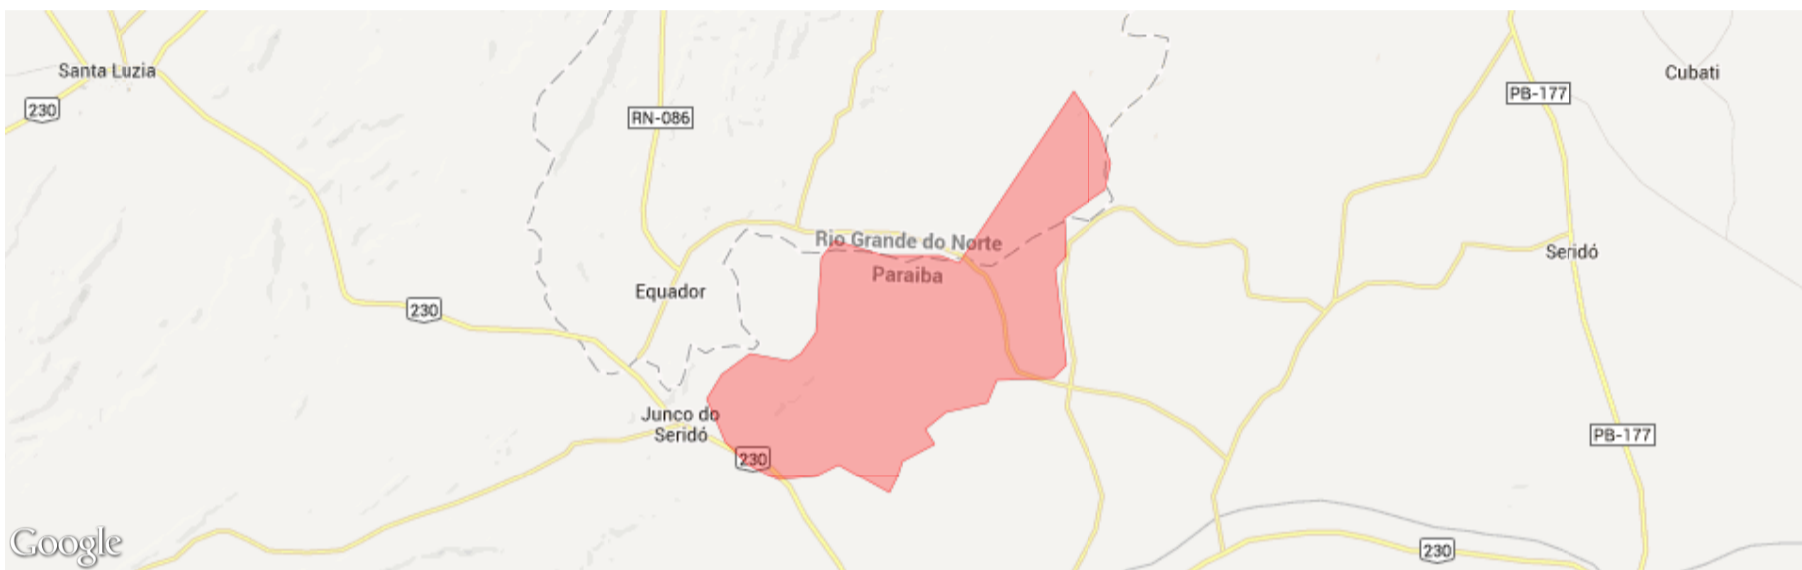 Santa Luzia
230
RN-086
PB-177
Cubati
Rio Grande do Norte
Paraiba
Seridó
Equador
230
Junco do
Seridó
230
PB-177
230
Google